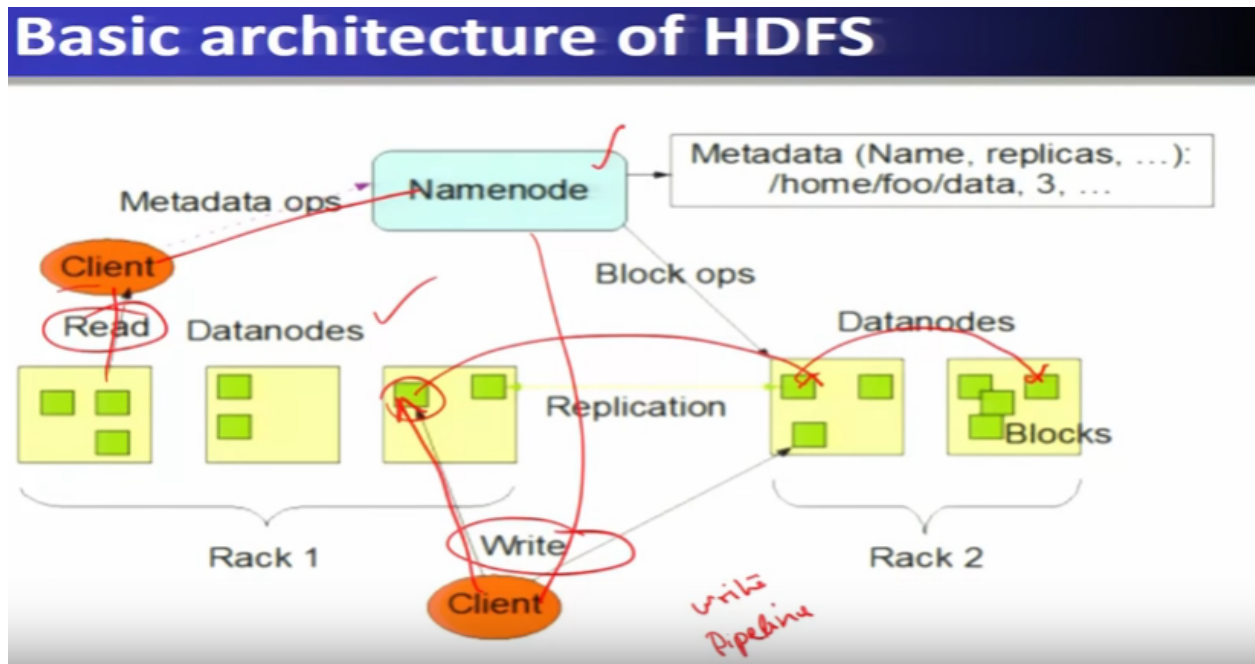 Basic architecture of HDFS
Metadata (Name, replicas, ...):
/home/foo/data, 3, ...
Namenode
Metadata ops
Client
Block ops
Read
Datanodes
Datanodes
Replication
Blocks
Rack 1
Write
Rack 2
Client
write
Pipeline